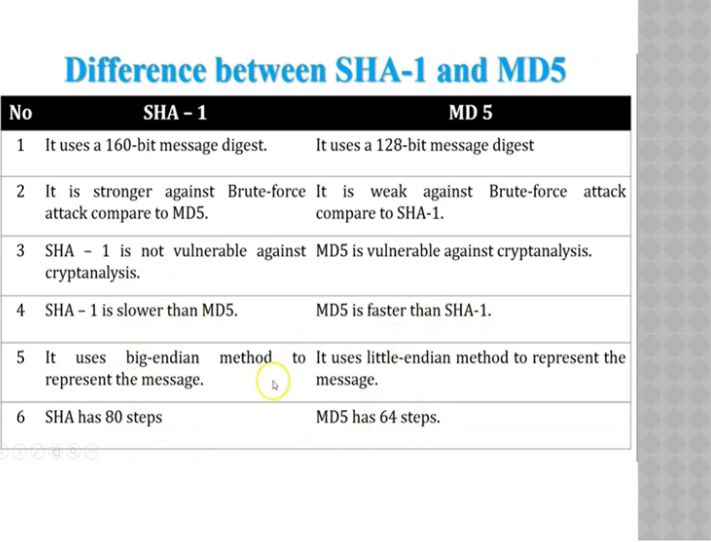 Difference between SHA-1 and MD5
No SHA – 1 MD 5
1 It uses a 160-bit message digest. It uses a 128-bit message digest
2 It is stronger against Brute-force It is weak against Brute-force attack
attack compare to MD5. compare to SHA-1.
3 SHA – 1 is not vulnerable against MD5 is vulnerable against cryptanalysis.
cryptanalysis.
4 SHA – 1 is slower than MD5. MD5 is faster than SHA-1.
5 It uses big-endian method to It uses little-endian method to represent the
represent the message. message.
6 SHA has 80 steps MD5 has 64 steps.